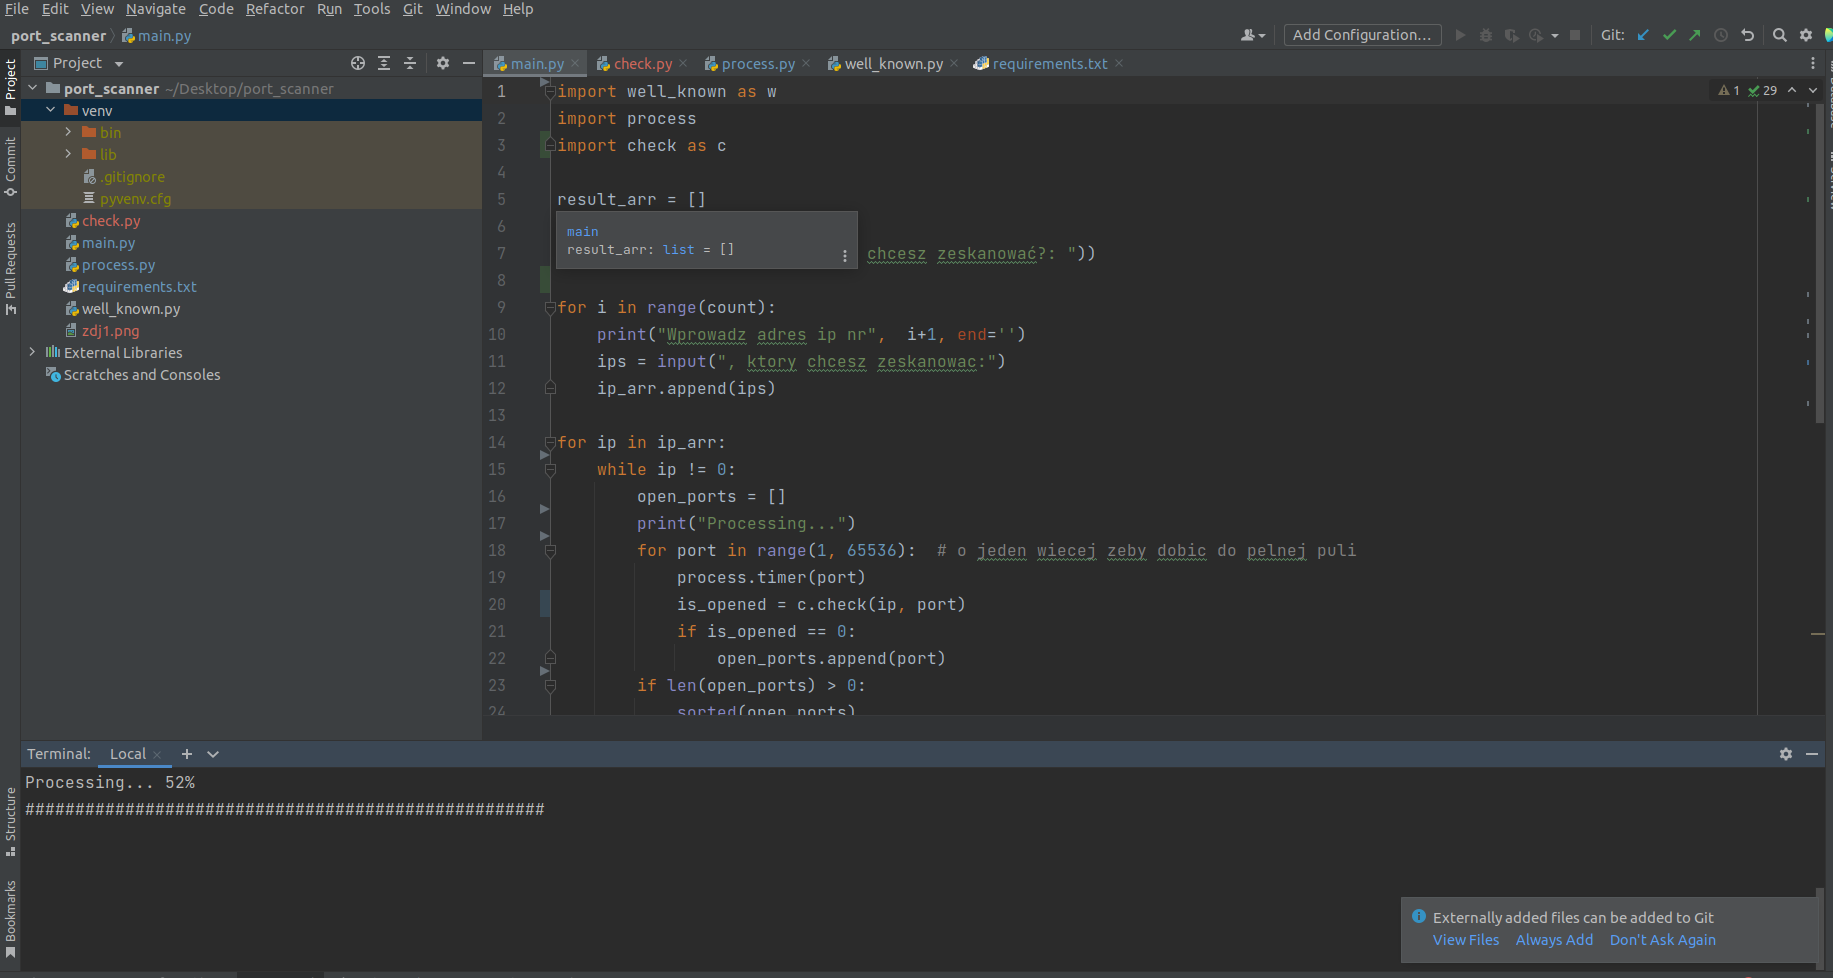 File Edit View Navigate Code Refactor Run Tools Git Window Help
port_scanner main.py
Add Configuration... Git:
Project
main.py check.py process.py well_known.py requirements.txt
Project
Commit
Pull Requests
Structure
Bookmarks
port_scanner ~/Desktop/port_scanner
venv
bin
lib
.gitignore
pyvenv.cfg
check.py
main.py
process.py
requirements.txt
well_known.py
zdj1.png
External Libraries
Scratches and Consoles
1 29
1 import well_known as w
2 import process
3 import check as c
4
5 result_arr = []
6
main
result_arr: list = []
7 chcesz zeskanować?: "))
8
9 for i in range(count):
10 print("Wprowadz adres ip nr", i+1, end='')
11 ips = input(", ktory chcesz zeskanowac:")
12 ip_arr.append(ips)
13
14 for ip in ip_arr:
15 while ip != 0:
16 open_ports = []
17 print("Processing...")
18 for port in range(1, 65536): # o jeden wiecej zeby dobic do pelnej puli
19 process.timer(port)
20 is_opened = c.check(ip, port)
21 if is_opened == 0:
22 open_ports.append(port)
23 if len(open_ports) > 0:
24 sorted(open_ports)
Terminal: Local
Processing... 52%
####################################################
Externally added files can be added to Git
View Files Always Add Don't Ask Again